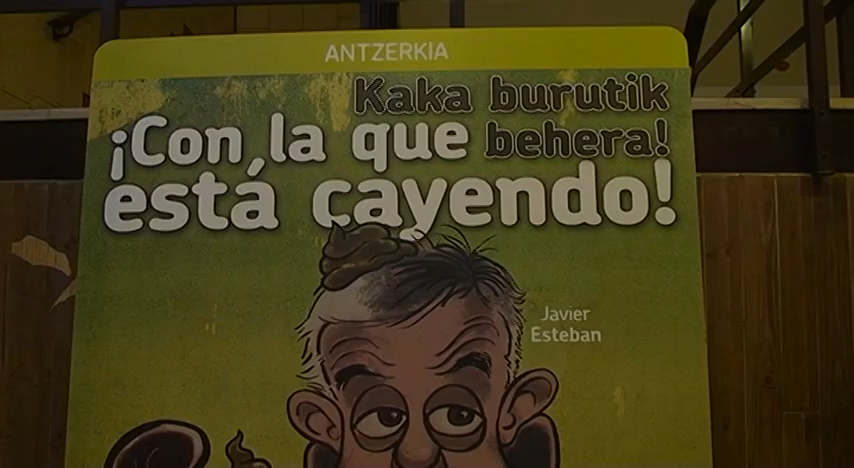 ANTZERKIA
Kaka burutik
behera!
¡Con la que
está cayendo!
Javier
Esteban